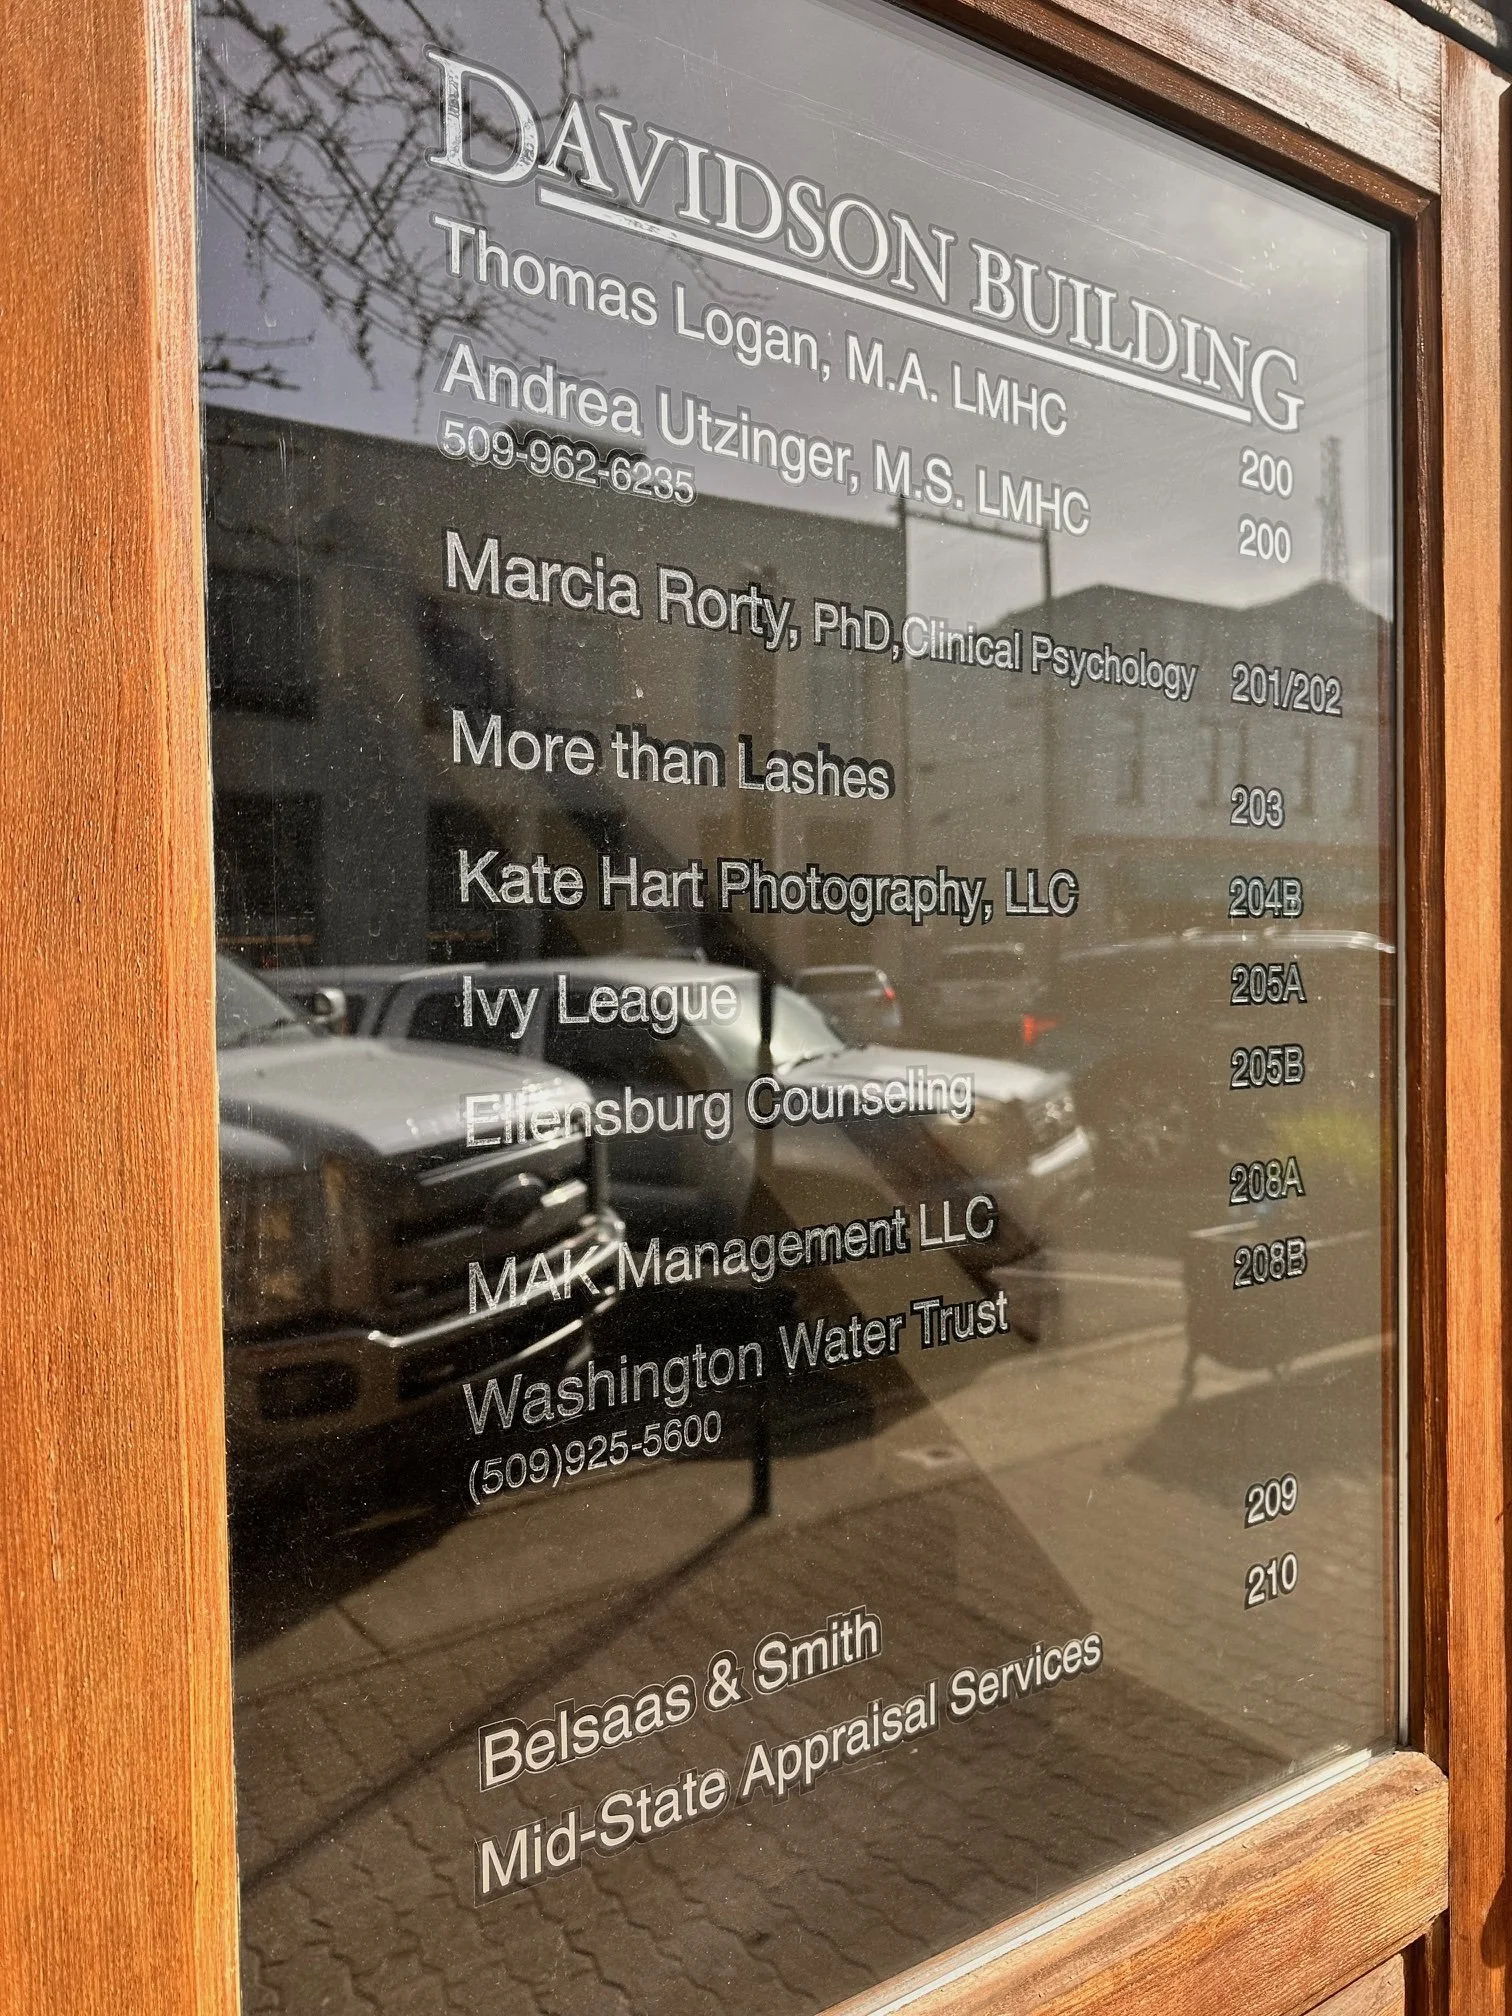 DAVIDSON BUILDING
Thomas Logan, M.A. LMHC 200
Andrea Utzinger, M.S. LMHC 200
509-962-6235
Marcia Rorty, PhD,Clinical Psychology 201/202
More than Lashes 203
Kate Hart Photography, LLC 204B
Ivy League 205A
Ellensburg Counseling 205B
MAK Management LLC 208A
Washington Water Trust 208B
(509)925-5600
Belsaas & Smith 209
Mid-State Appraisal Services 210